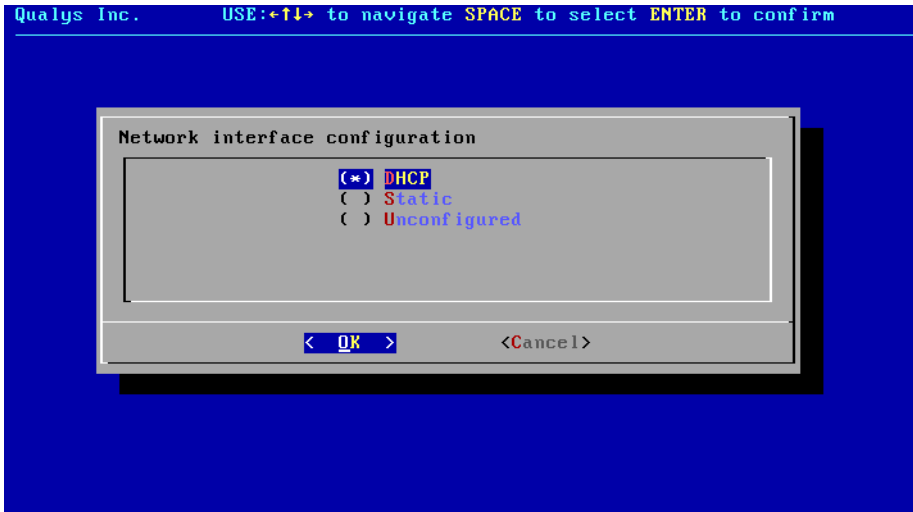 Qualys Inc. USE:←↑↓→ to navigate SPACE to select ENTER to confirm
Network interface configuration
(*) DHCP
( ) Static
( ) Unconfigured
< OK > <Cancel>